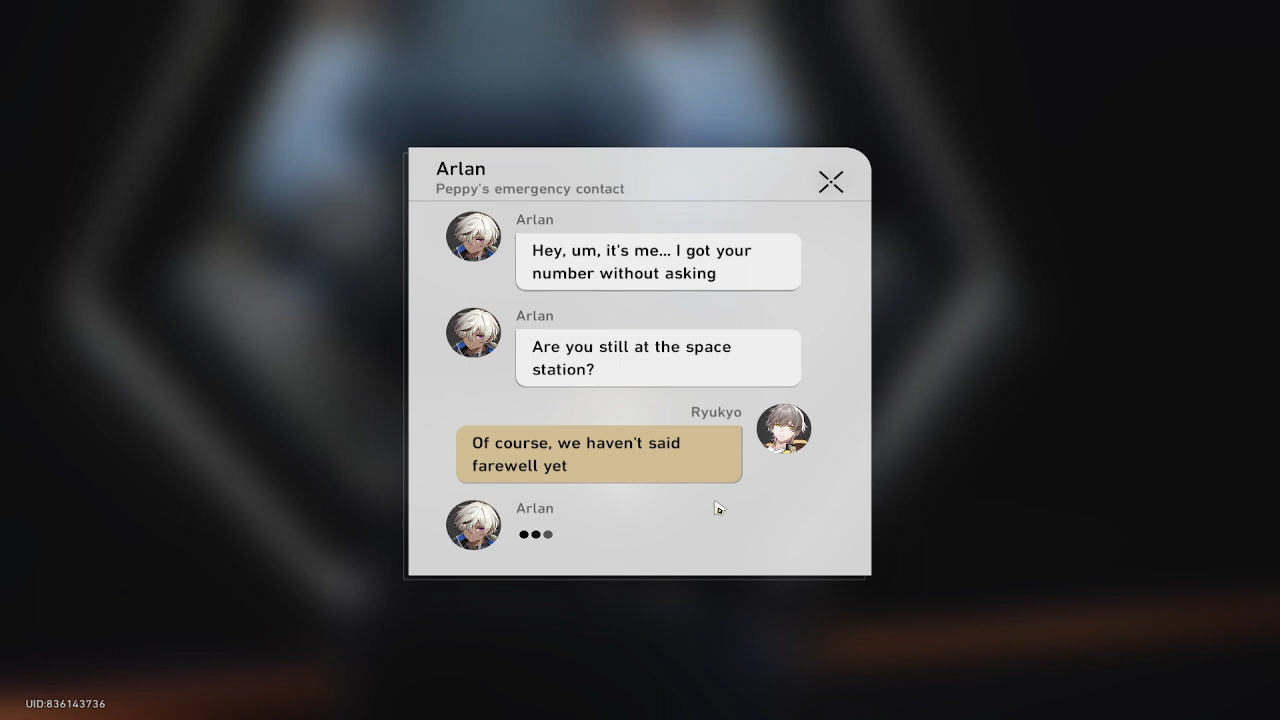 Arlan
Peppy's emergency contact
Arlan
Hey, um, it's me... I got your
number without asking
Arlan
Are you still at the space
station?
Ryukyo
Of course, we haven't said
farewell yet
Arlan
UID:836143736